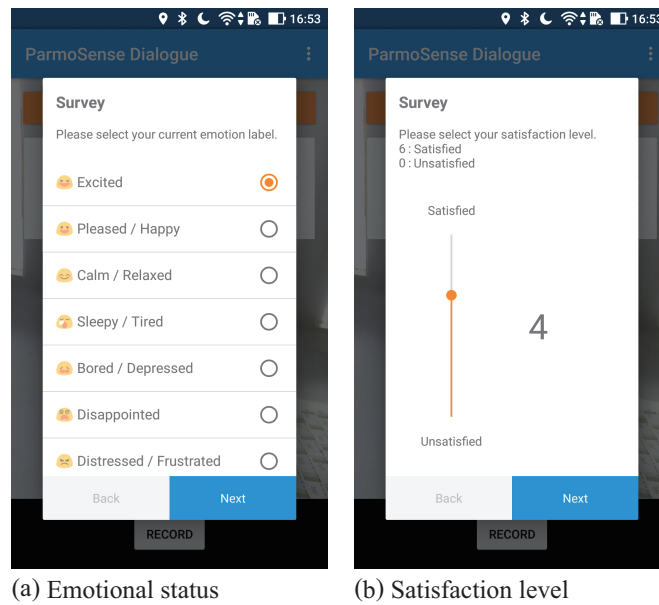 16:53
ParmoSense Dialogue
Survey
Please select your current emotion label.
Excited
Pleased / Happy
Calm / Relaxed
Sleepy / Tired
Bored / Depressed
Disappointed
Distressed / Frustrated
Back Next
RECORD
(a) Emotional status
16:53
ParmoSense Dialogue
Survey
Please select your satisfaction level.
6 : Satisfied
0 : Unsatisfied
Satisfied
4
Unsatisfied
Back Next
RECORD
(b) Satisfaction level